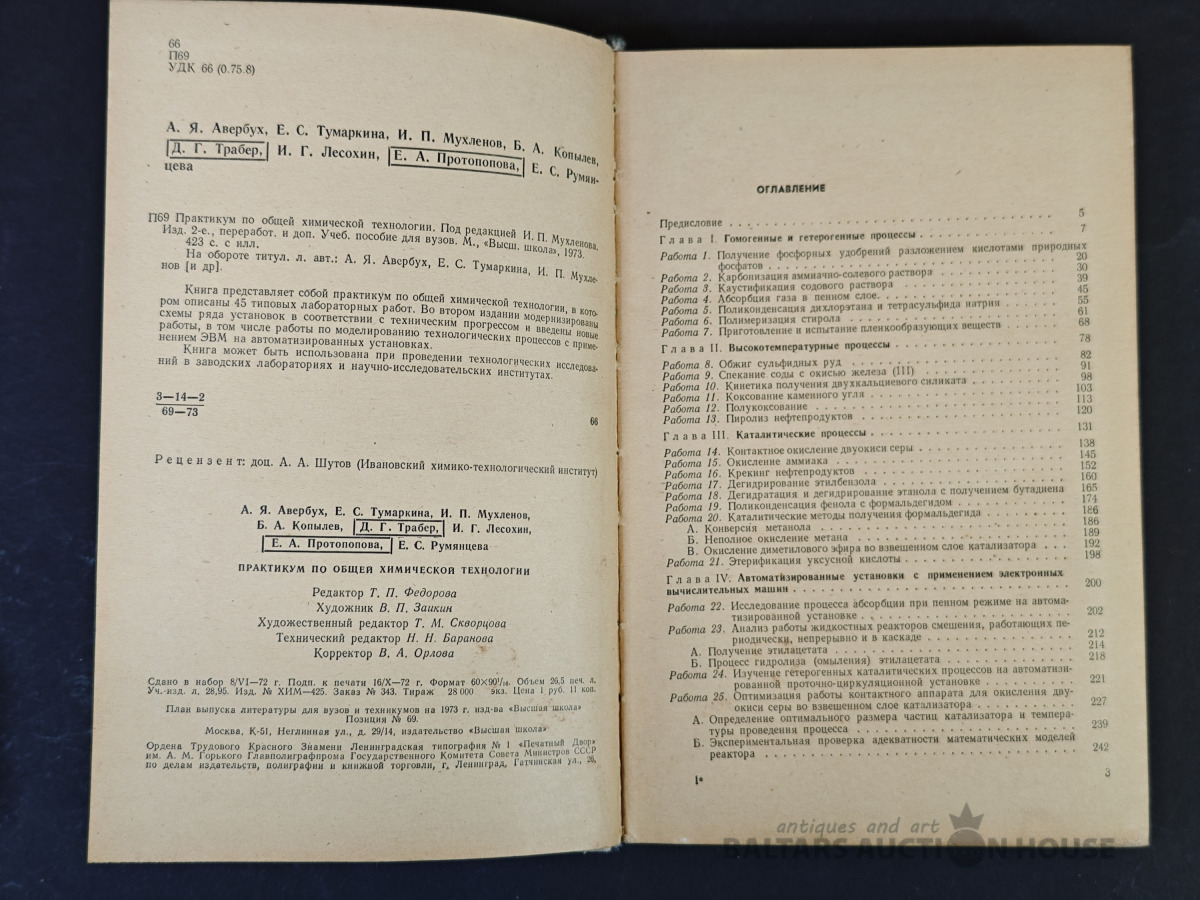 66
П69
УДК 66 (0.75.8)
А. Я. Авербух, Е. С. Тумаркина, И. П. Мухленов, Б. А. Копылев,
Д. Г. Трабер, И. Г. Лесохин, Е. А. Протопопова, Е. С. Румян-
цева
П69 Практикум по общей химической технологии. Под редакцией И. П. Мухленова.
Изд. 2-е, переработ. и доп. Учеб. пособие для вузов. М., «Высш. школа», 1973.
423 с. с илл.
На обороте титул. л. авт.: А. Я. Авербух, Е. С. Тумаркина, И. П. Мухле-
нов [и др].
Книга представляет собой практикум по общей химической технологии, в кото-
ром описаны 45 типовых лабораторных работ. Во втором издании модернизированы
схемы ряда установок в соответствии с техническим прогрессом и введены новые
работы, в том числе работы по моделированию технологических процессов с приме-
нением ЭВМ на автоматизированных установках.
Книга может быть использована при проведении технологических исследова-
ний в заводских лабораториях и научно-исследовательских институтах.
3—14—2
69—73
66
Рецензент: доц. А. А. Шутов (Ивановский химико-технологический институт)
А. Я. Авербух, Е. С. Тумаркина, И. П. Мухленов,
Б. А. Копылев, Д. Г. Трабер, И. Г. Лесохин,
Е. А. Протопопова, Е. С. Румянцева
ПРАКТИКУМ ПО ОБЩЕЙ ХИМИЧЕСКОЙ ТЕХНОЛОГИИ
Редактор Т. П. Федорова
Художник В. П. Заикин
Художественный редактор Т. М. Скворцова
Технический редактор Н. Н. Баранова
Корректор В. А. Орлова
Сдано в набор 8/VI—72 г. Подп. к печати 16/X—72 г. Формат 60×90¹/₁₆. Объем 26,5 печ. л.
Уч.-изд. л. 28,95. Изд. № ХИМ—425. Заказ № 343. Тираж 28 000 экз. Цена 1 руб. 11 коп.
План выпуска литературы для вузов и техникумов на 1973 г. изд-ва «Высшая школа»
Позиция № 69.
Москва, К-51, Неглинная ул., д. 29/14, издательство «Высшая школа»
Ордена Трудового Красного Знамени Ленинградская типография № 1 «Печатный Двор»
им. А. М. Горького Главполиграфпрома Государственного Комитета Совета Министров СССР
по делам издательств, полиграфии и книжной торговли, г. Ленинград, Гатчинская ул., 26.
ОГЛАВЛЕНИЕ
Предисловие 5
Глава I. Гомогенные и гетерогенные процессы 7
Работа 1. Получение фосфорных удобрений разложением кислотами природных
фосфатов 20
Работа 2. Карбонизация аммиачно-солевого раствора 30
Работа 3. Каустификация содового раствора 39
Работа 4. Абсорбция газа в пенном слое 45
Работа 5. Поликонденсация дихлорэтана и тетрасульфида натрия 55
Работа 6. Полимеризация стирола 61
Работа 7. Приготовление и испытание пленкообразующих веществ 68
Глава II. Высокотемпературные процессы 78
Работа 8. Обжиг сульфидных руд 82
Работа 9. Спекание соды с окисью железа (III) 91
Работа 10. Кинетика получения двухкальциевого силиката 98
Работа 11. Коксование каменного угля 103
Работа 12. Полукоксование 113
Работа 13. Пиролиз нефтепродуктов 120
Глава III. Каталитические процессы 131
Работа 14. Контактное окисление двуокиси серы 138
Работа 15. Окисление аммиака 145
Работа 16. Крекинг нефтепродуктов 152
Работа 17. Дегидрирование этилбензола 160
Работа 18. Дегидратация и дегидрирование этанола с получением бутадиена 165
Работа 19. Поликонденсация фенола с формальдегидом 174
Работа 20. Каталитические методы получения формальдегида 186
А. Конверсия метанола 186
Б. Неполное окисление метана 189
В. Окисление диметилового эфира во взвешенном слое катализатора 192
Работа 21. Этерификация уксусной кислоты 198
Глава IV. Автоматизированные установки с применением электронных
вычислительных машин 200
Работа 22. Исследование процесса абсорбции при пенном режиме на автома-
тизированной установке 202
Работа 23. Анализ работы жидкостных реакторов смешения, работающих пе-
риодически, непрерывно и в каскаде 212
А. Получение этилацетата 214
Б. Процесс гидролиза (омыления) этилацетата 218
Работа 24. Изучение гетерогенных каталитических процессов на автоматизи-
рованной проточно-циркуляционной установке 221
Работа 25. Оптимизация работы контактного аппарата для окисления дву-
окиси серы во взвешенном слое катализатора 227
А. Определение оптимального размера частиц катализатора и темпера-
туры проведения процесса 239
Б. Экспериментальная проверка адекватности математических моделей
реактора 242
1*
3
antiques and art
BALTARS AUCTION HOUSE